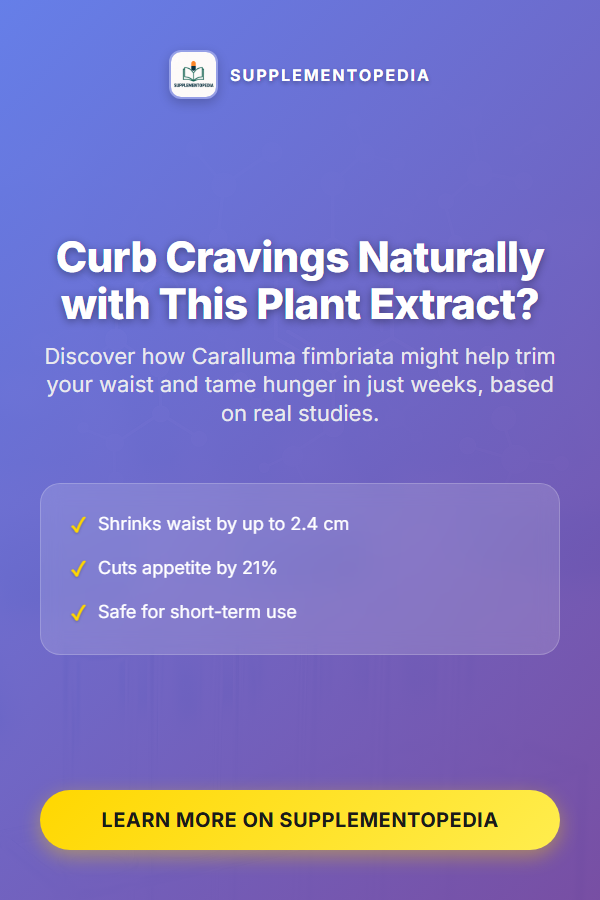 SUPPLEMENTOPEDIA
SUPPLEMENTOPEDIA
Curb Cravings Naturally
with This Plant Extract?
Discover how Caralluma fimbriata might help trim
your waist and tame hunger in just weeks, based
on real studies.
✓ Shrinks waist by up to 2.4 cm
✓ Cuts appetite by 21%
✓ Safe for short-term use
LEARN MORE ON SUPPLEMENTOPEDIA